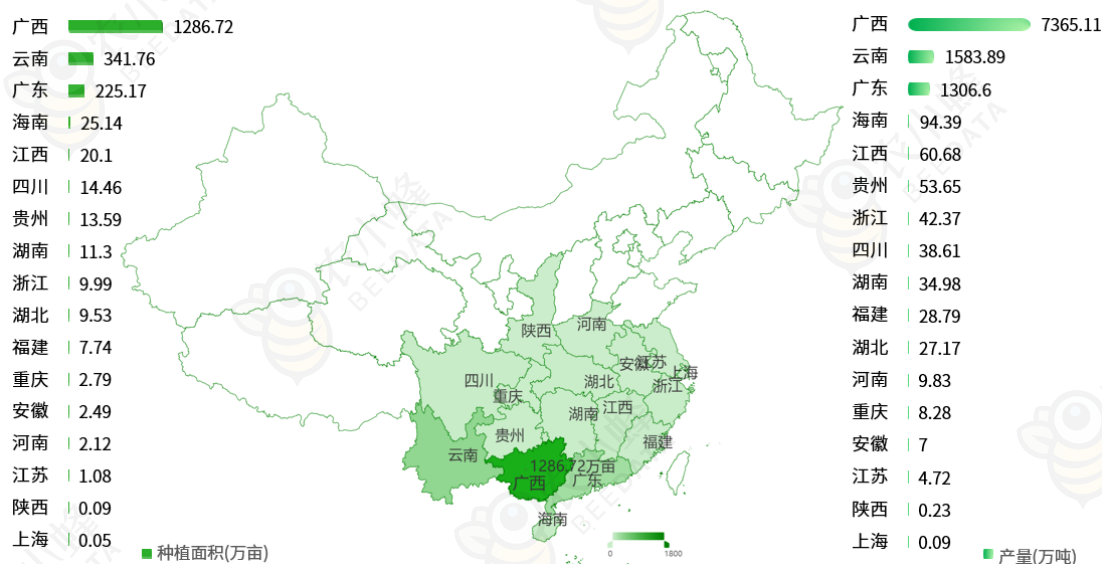 广西 1286.72
云南 341.76
广东 225.17
海南 25.14
江西 20.1
四川 14.46
贵州 13.59
湖南 11.3
浙江 9.99
湖北 9.53
福建 7.74
重庆 2.79
安徽 2.49
河南 2.12
江苏 1.08
陕西 0.09
上海 0.05
种植面积(万亩)
陕西
河南
安徽
江苏
上海
四川
湖北
浙江
重庆
湖南
江西
贵州
福建
云南
1286.72万亩
广西
广东
海南
0 1800
广西 7365.11
云南 1583.89
广东 1306.6
海南 94.39
江西 60.68
贵州 53.65
浙江 42.37
四川 38.61
湖南 34.98
福建 28.79
湖北 27.17
河南 9.83
重庆 8.28
安徽 7
江苏 4.72
陕西 0.23
上海 0.09
产量(万吨)
农小蜂
BEEDATA